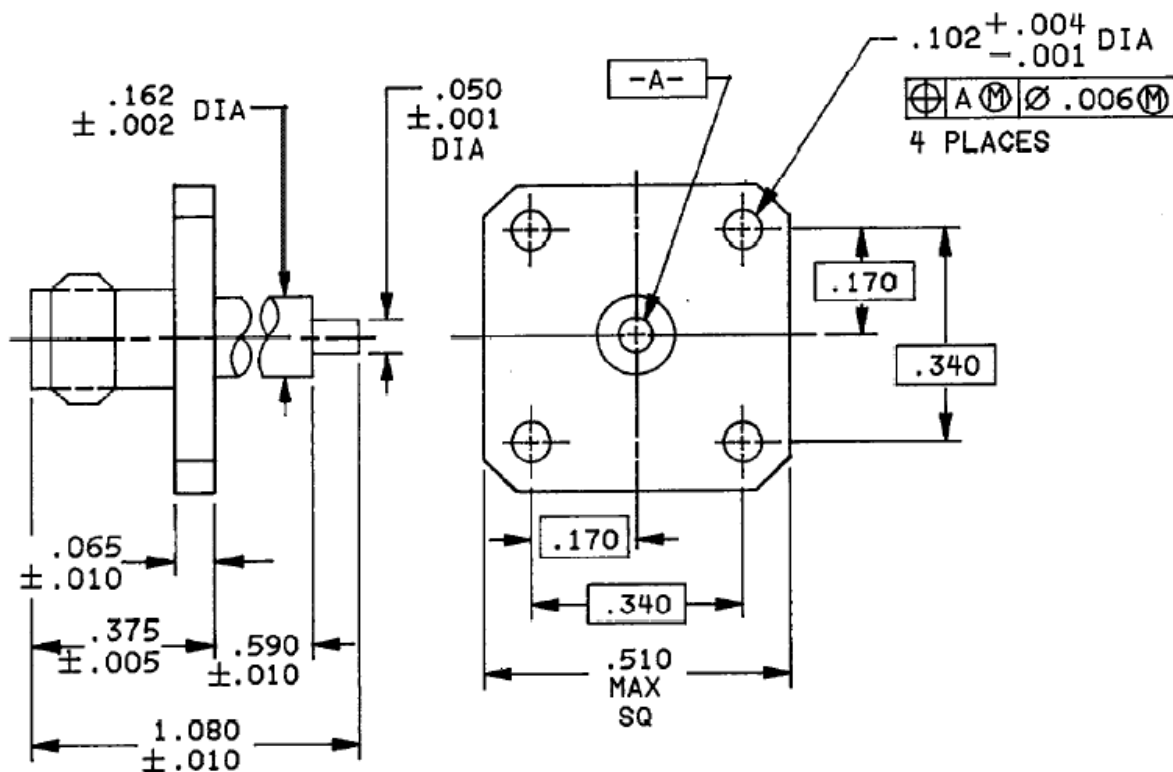 .162
± .002 DIA
.050
±.001
DIA
-A-
.102 +.004 DIA
-.001
⌖ A Ⓜ Ø .006 Ⓜ
4 PLACES
.170
.340
.170
.340
.510
MAX
SQ
.065
±.010
.375
±.005
.590
±.010
1.080
±.010